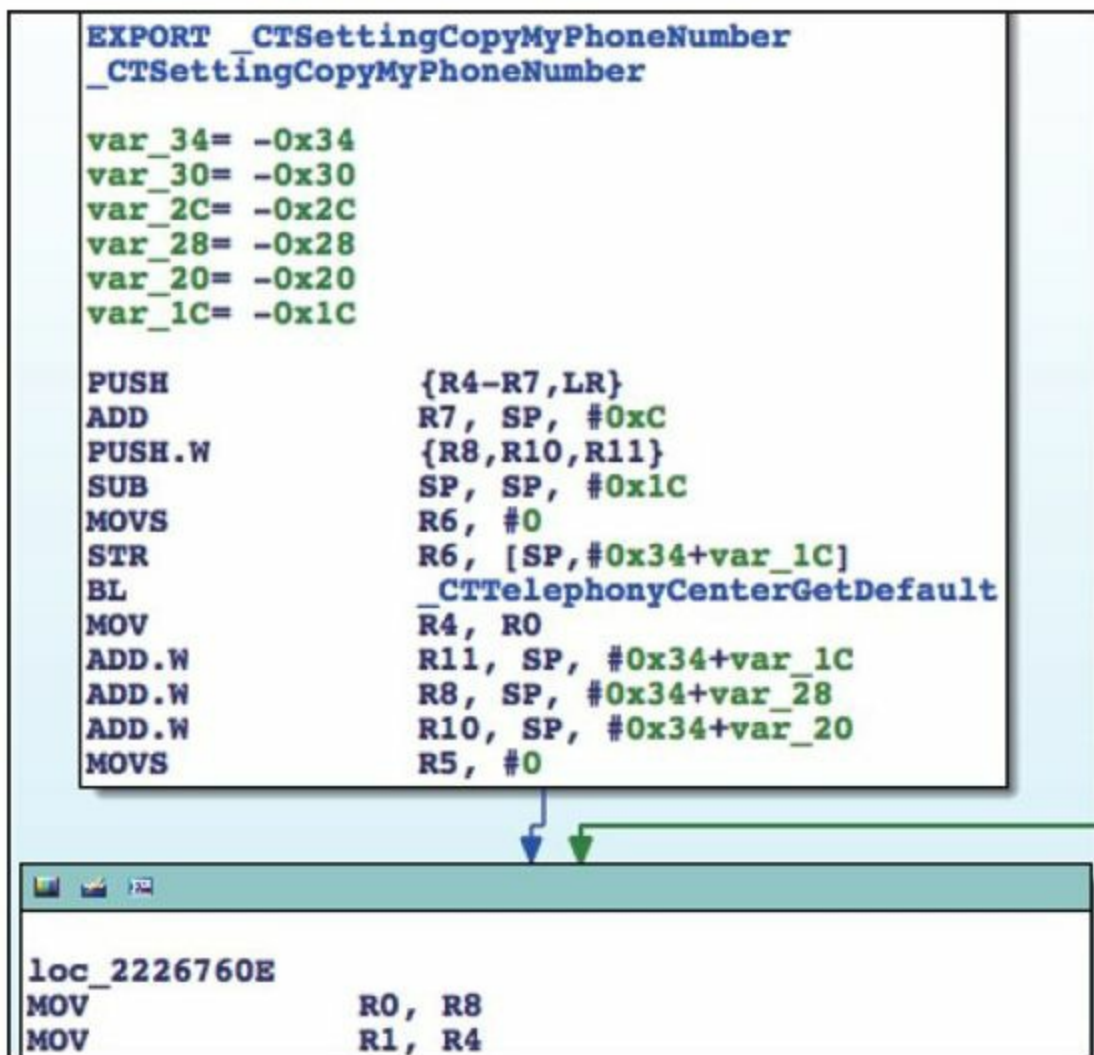 EXPORT _CTSettingCopyMyPhoneNumber
_CTSettingCopyMyPhoneNumber
var_34= -0x34
var_30= -0x30
var_2C= -0x2C
var_28= -0x28
var_20= -0x20
var_1C= -0x1C
PUSH {R4-R7,LR}
ADD R7, SP, #0xC
PUSH.W {R8,R10,R11}
SUB SP, SP, #0x1C
MOVS R6, #0
STR R6, [SP,#0x34+var_1C]
BL _CTTelephonyCenterGetDefault
MOV R4, R0
ADD.W R11, SP, #0x34+var_1C
ADD.W R8, SP, #0x34+var_28
ADD.W R10, SP, #0x34+var_20
MOVS R5, #0
loc_2226760E
MOV R0, R8
MOV R1, R4